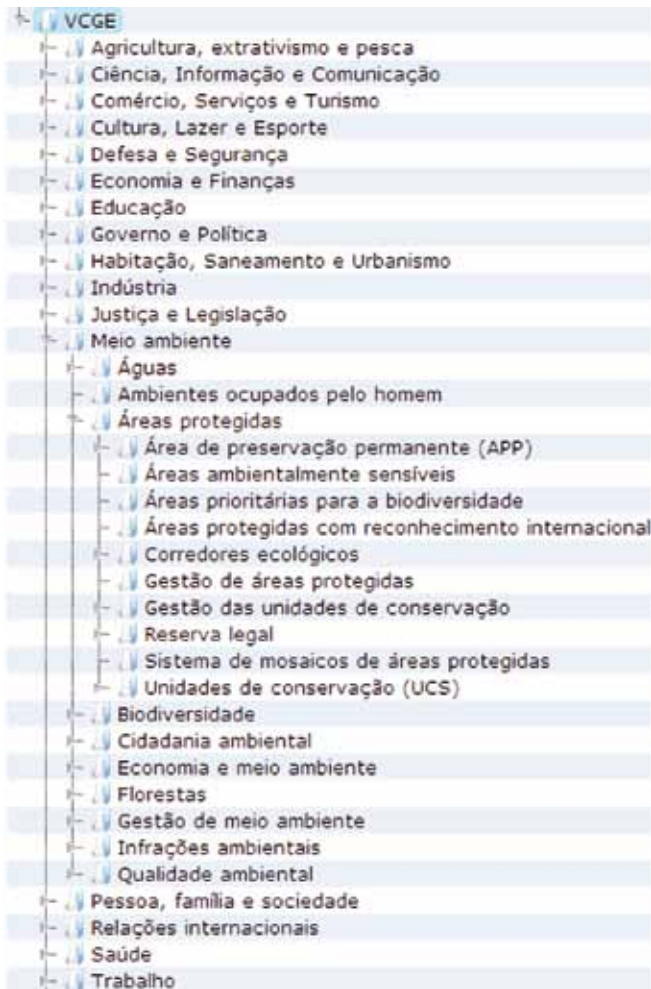 VCGE
Agricultura, extrativismo e pesca
Ciência, Informação e Comunicação
Comércio, Serviços e Turismo
Cultura, Lazer e Esporte
Defesa e Segurança
Economia e Finanças
Educação
Governo e Política
Habitação, Saneamento e Urbanismo
Indústria
Justiça e Legislação
Meio ambiente
Águas
Ambientes ocupados pelo homem
Áreas protegidas
Área de preservação permanente (APP)
Áreas ambientalmente sensíveis
Áreas prioritárias para a biodiversidade
Áreas protegidas com reconhecimento internacional
Corredores ecológicos
Gestão de áreas protegidas
Gestão das unidades de conservação
Reserva legal
Sistema de mosaicos de áreas protegidas
Unidades de conservação (UCS)
Biodiversidade
Cidadania ambiental
Economia e meio ambiente
Florestas
Gestão de meio ambiente
Infrações ambientais
Qualidade ambiental
Pessoa, família e sociedade
Relações internacionais
Saúde
Trabalho